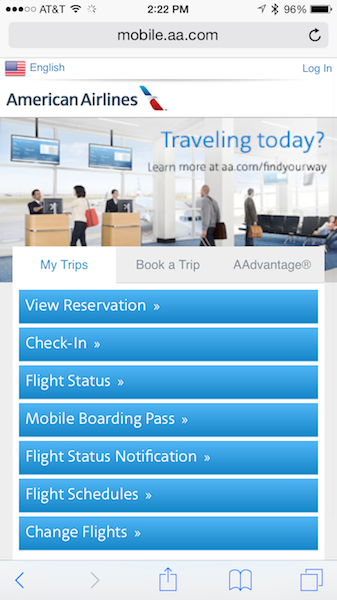 AT&T 2:22 PM 96%
mobile.aa.com
English Log In
American Airlines
Traveling today?
Learn more at aa.com/findyourway
My Trips Book a Trip AAdvantage®
View Reservation »
Check-In »
Flight Status »
Mobile Boarding Pass »
Flight Status Notification »
Flight Schedules »
Change Flights »